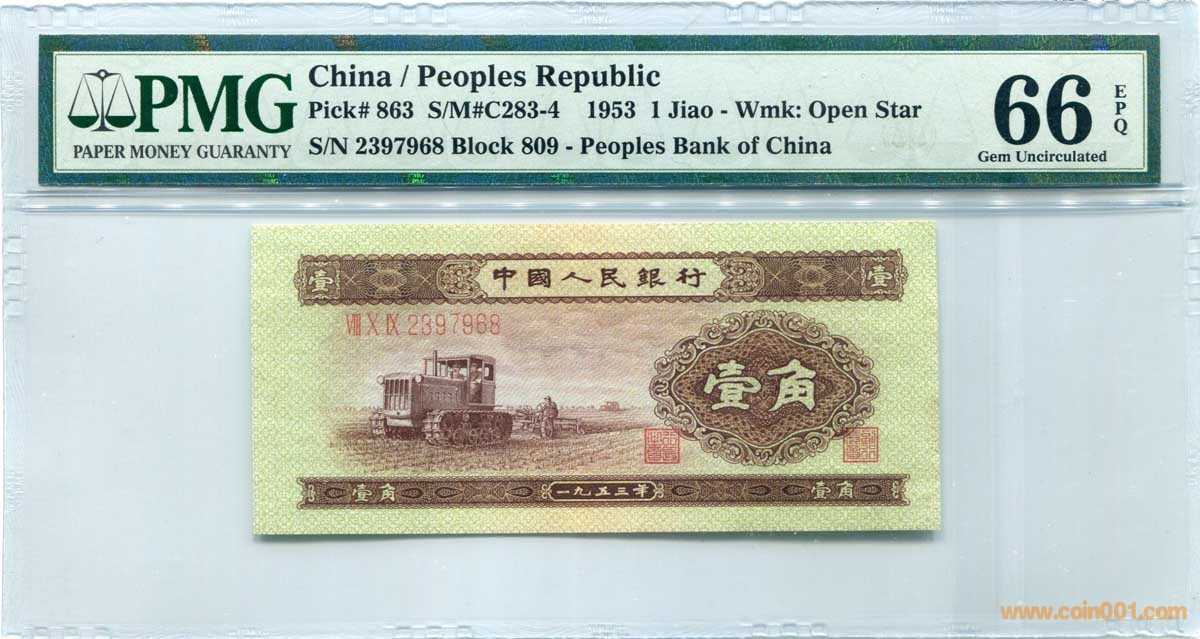 PMG
PAPER MONEY GUARANTY
China / Peoples Republic
Pick# 863 S/M#C283-4 1953 1 Jiao - Wmk: Open Star
S/N 2397968 Block 809 - Peoples Bank of China
66 EPQ
Gem Uncirculated
壹 中國人民銀行 壹
VIII X IX 2397968
壹角
壹角 一九五三年 壹角
www.coin001.com